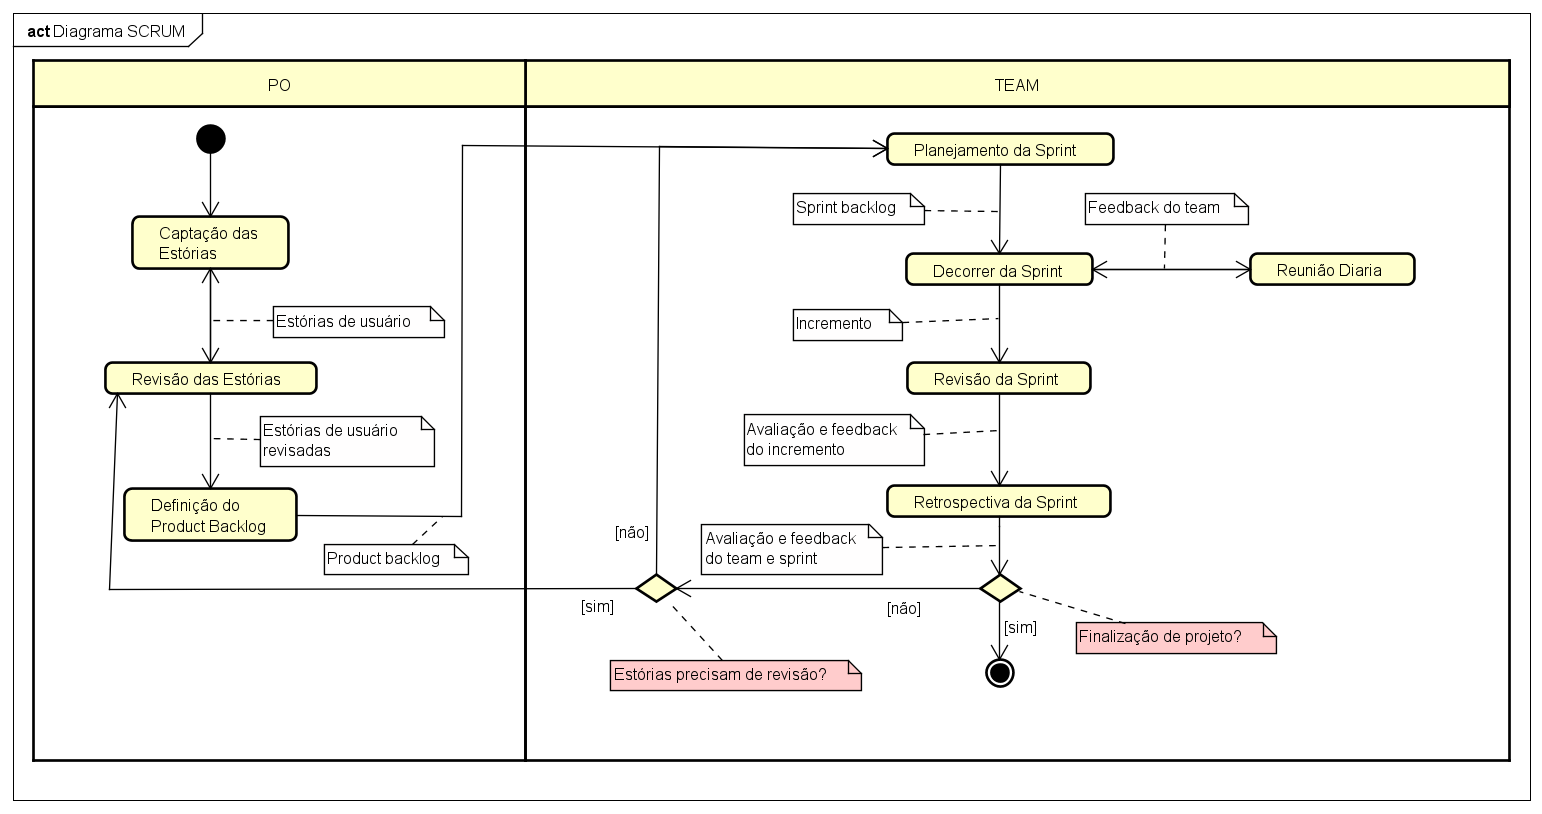 act Diagrama SCRUM
PO
TEAM
Captação das
Estórias
Estórias de usuário
Revisão das Estórias
Estórias de usuário
revisadas
Definição do
Product Backlog
Product backlog
Planejamento da Sprint
Sprint backlog
Feedback do team
Decorrer da Sprint
Reunião Diaria
Incremento
Revisão da Sprint
Avaliação e feedback
do incremento
Retrospectiva da Sprint
Avaliação e feedback
do team e sprint
[não]
[sim]
[não]
[sim]
Finalização de projeto?
Estórias precisam de revisão?